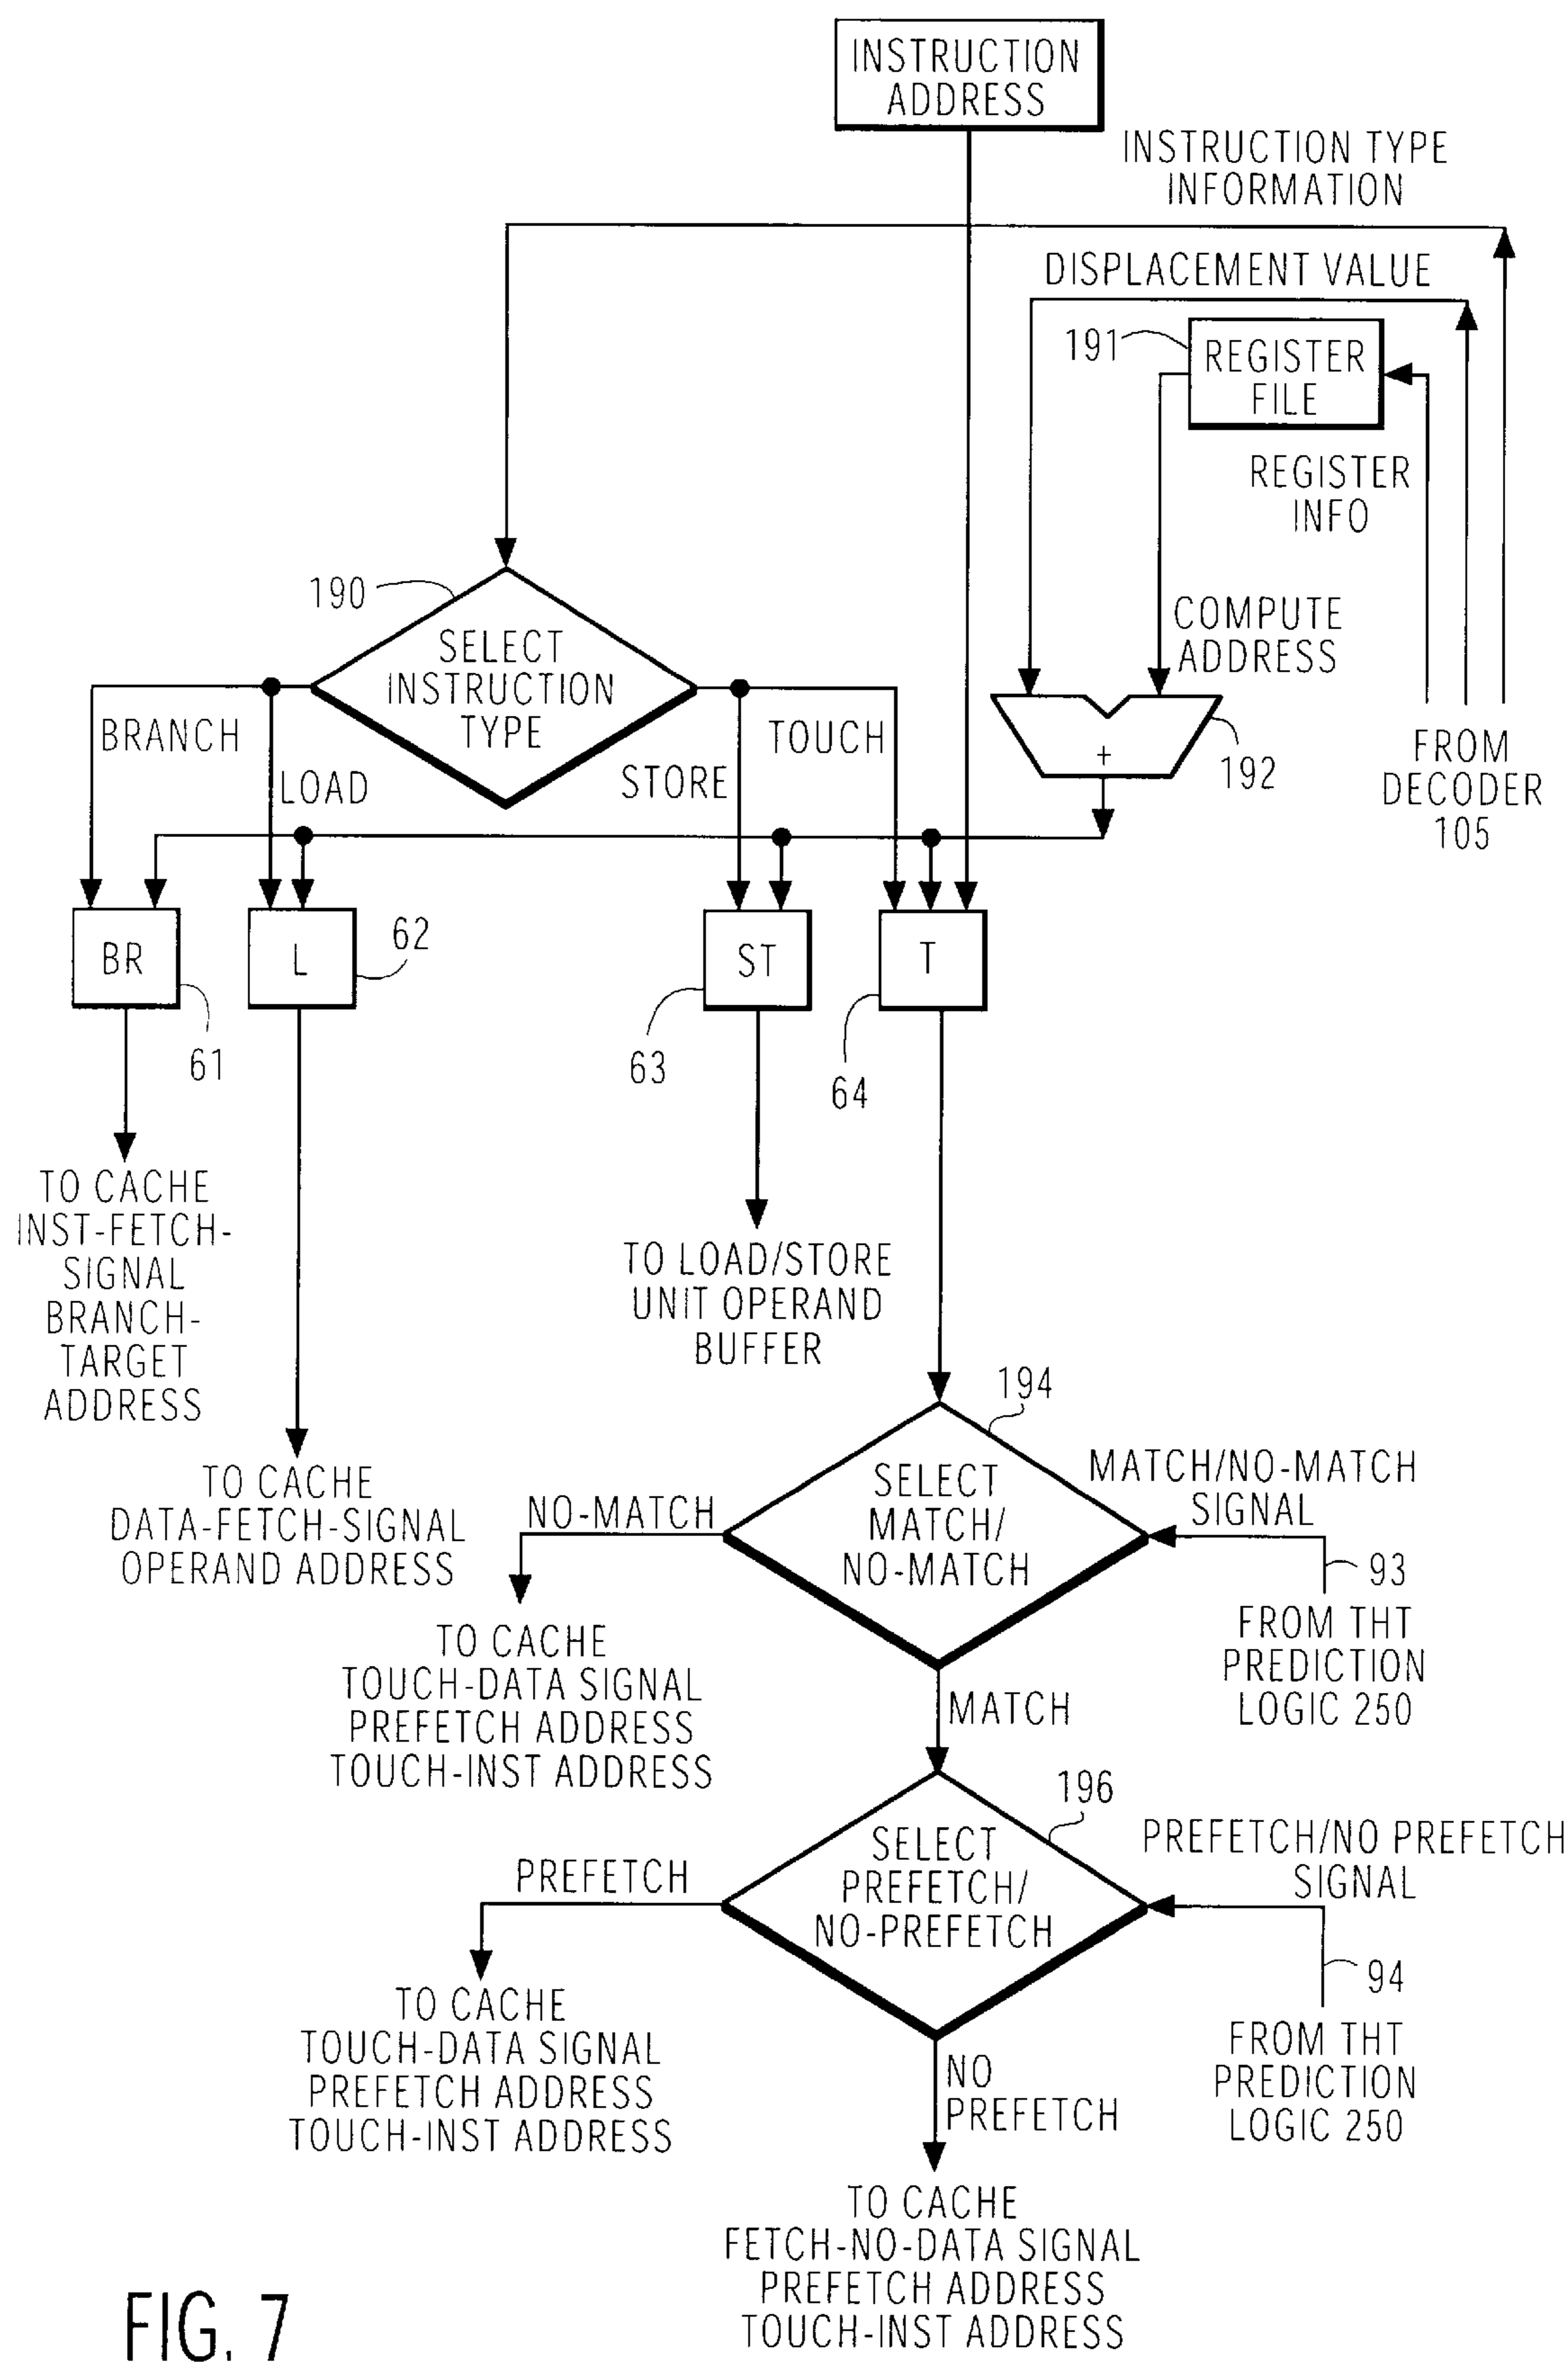 INSTRUCTION
ADDRESS
INSTRUCTION TYPE
INFORMATION
DISPLACEMENT VALUE
191
REGISTER
FILE
REGISTER
INFO
190
SELECT
INSTRUCTION
TYPE
COMPUTE
ADDRESS
BRANCH
LOAD
STORE
TOUCH
+
192
FROM
DECODER
105
BR
L
ST
T
61
62
63
64
TO CACHE
INST-FETCH-
SIGNAL
BRANCH-
TARGET
ADDRESS
TO LOAD/STORE
UNIT OPERAND
BUFFER
TO CACHE
DATA-FETCH-SIGNAL
OPERAND ADDRESS
194
SELECT
MATCH/
NO-MATCH
NO-MATCH
MATCH/NO-MATCH
SIGNAL
93
FROM THT
PREDICTION
LOGIC 250
TO CACHE
TOUCH-DATA SIGNAL
PREFETCH ADDRESS
TOUCH-INST ADDRESS
MATCH
196
SELECT
PREFETCH/
NO-PREFETCH
PREFETCH
PREFETCH/NO PREFETCH
SIGNAL
94
FROM THT
PREDICTION
LOGIC 250
TO CACHE
TOUCH-DATA SIGNAL
PREFETCH ADDRESS
TOUCH-INST ADDRESS
NO
PREFETCH
TO CACHE
FETCH-NO-DATA SIGNAL
PREFETCH ADDRESS
TOUCH-INST ADDRESS
FIG. 7